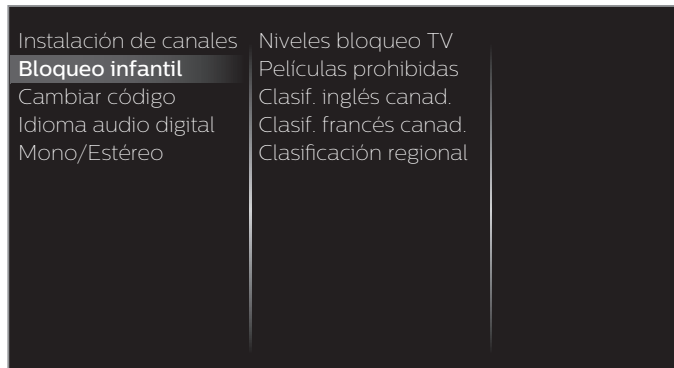 Instalación de canales
Bloqueo infantil
Cambiar código
Idioma audio digital
Mono/Estéreo
Niveles bloqueo TV
Películas prohibidas
Clasif. inglés canad.
Clasif. francés canad.
Clasificación regional